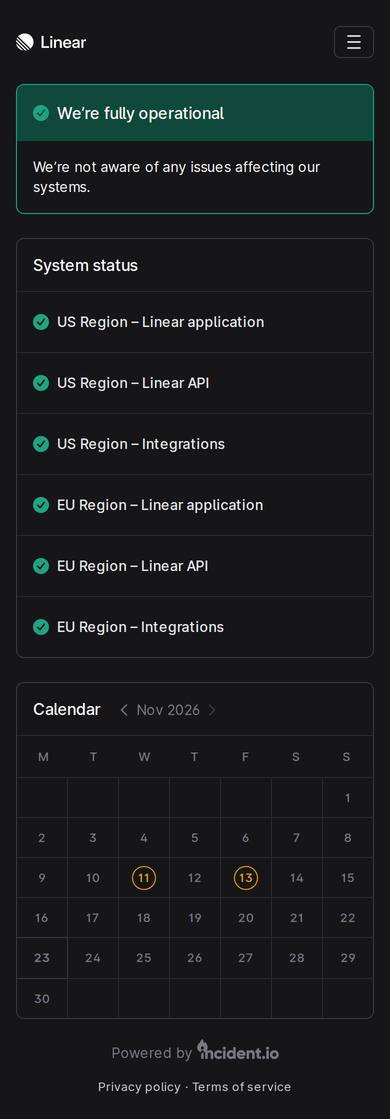 Linear
We’re fully operational
We’re not aware of any issues affecting our
systems.
System status
US Region – Linear application
US Region – Linear API
US Region – Integrations
EU Region – Linear application
EU Region – Linear API
EU Region – Integrations
Calendar Nov 2026
M T W T F S S
1
2 3 4 5 6 7 8
9 10 11 12 13 14 15
16 17 18 19 20 21 22
23 24 25 26 27 28 29
30
Powered by incident.io
Privacy policy · Terms of service